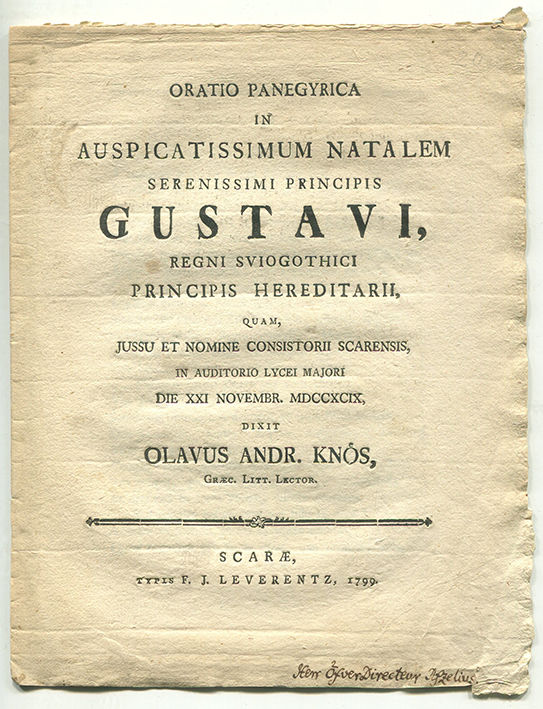 ORATIO PANEGYRICA
IN
AUSPICATISSIMUM NATALEM
SERENISSIMI PRINCIPIS
GUSTAVI,
REGNI SVIOGOTHICI
PRINCIPIS HEREDITARII,
QUAM,
JUSSU ET NOMINE CONSISTORII SCARENSIS,
IN AUDITORIO LYCEI MAJORI
DIE XXI NOVEMBR. MDCCXCIX,
DIXIT
OLAVUS ANDR. KNÖS,
GRÆC. LITT. LECTOR.
SCARÆ,
TYPIS F. J. LEVERENTZ, 1799.
Herr ÖfverDirecteur Afzelius.